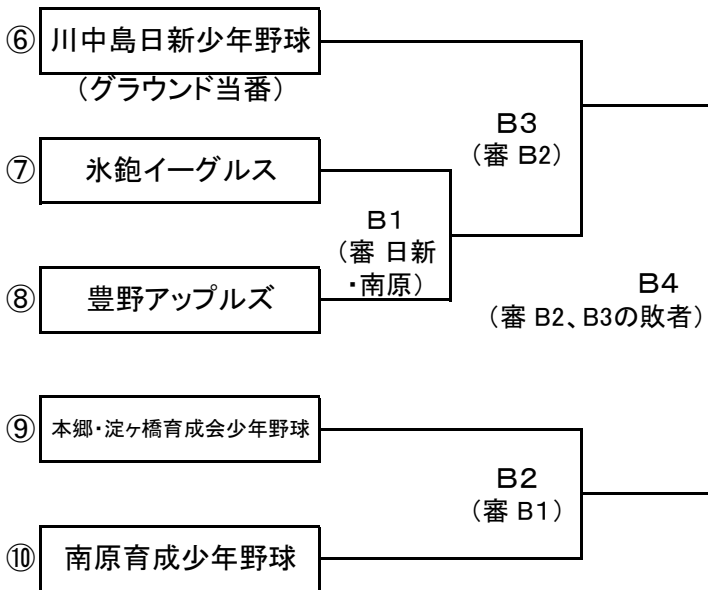 ⑥ 川中島日新少年野球
（グラウンド当番）
B3
（審 B2）
⑦ 氷鉋イーグルス
B1
（審 日新
・南原）
⑧ 豊野アップルズ
B4
（審 B2、B3の敗者）
⑨ 本郷・淀ヶ橋育成会少年野球
B2
（審 B1）
⑩ 南原育成少年野球